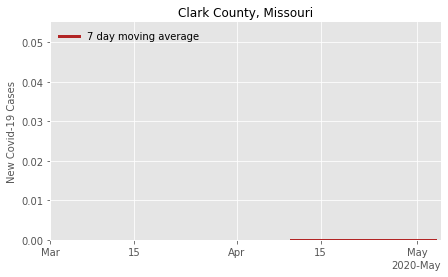 Clark County, Missouri
7 day moving average
New Covid-19 Cases
0.05
0.04
0.03
0.02
0.01
0.00
Mar 15 Apr 15 May
2020-May